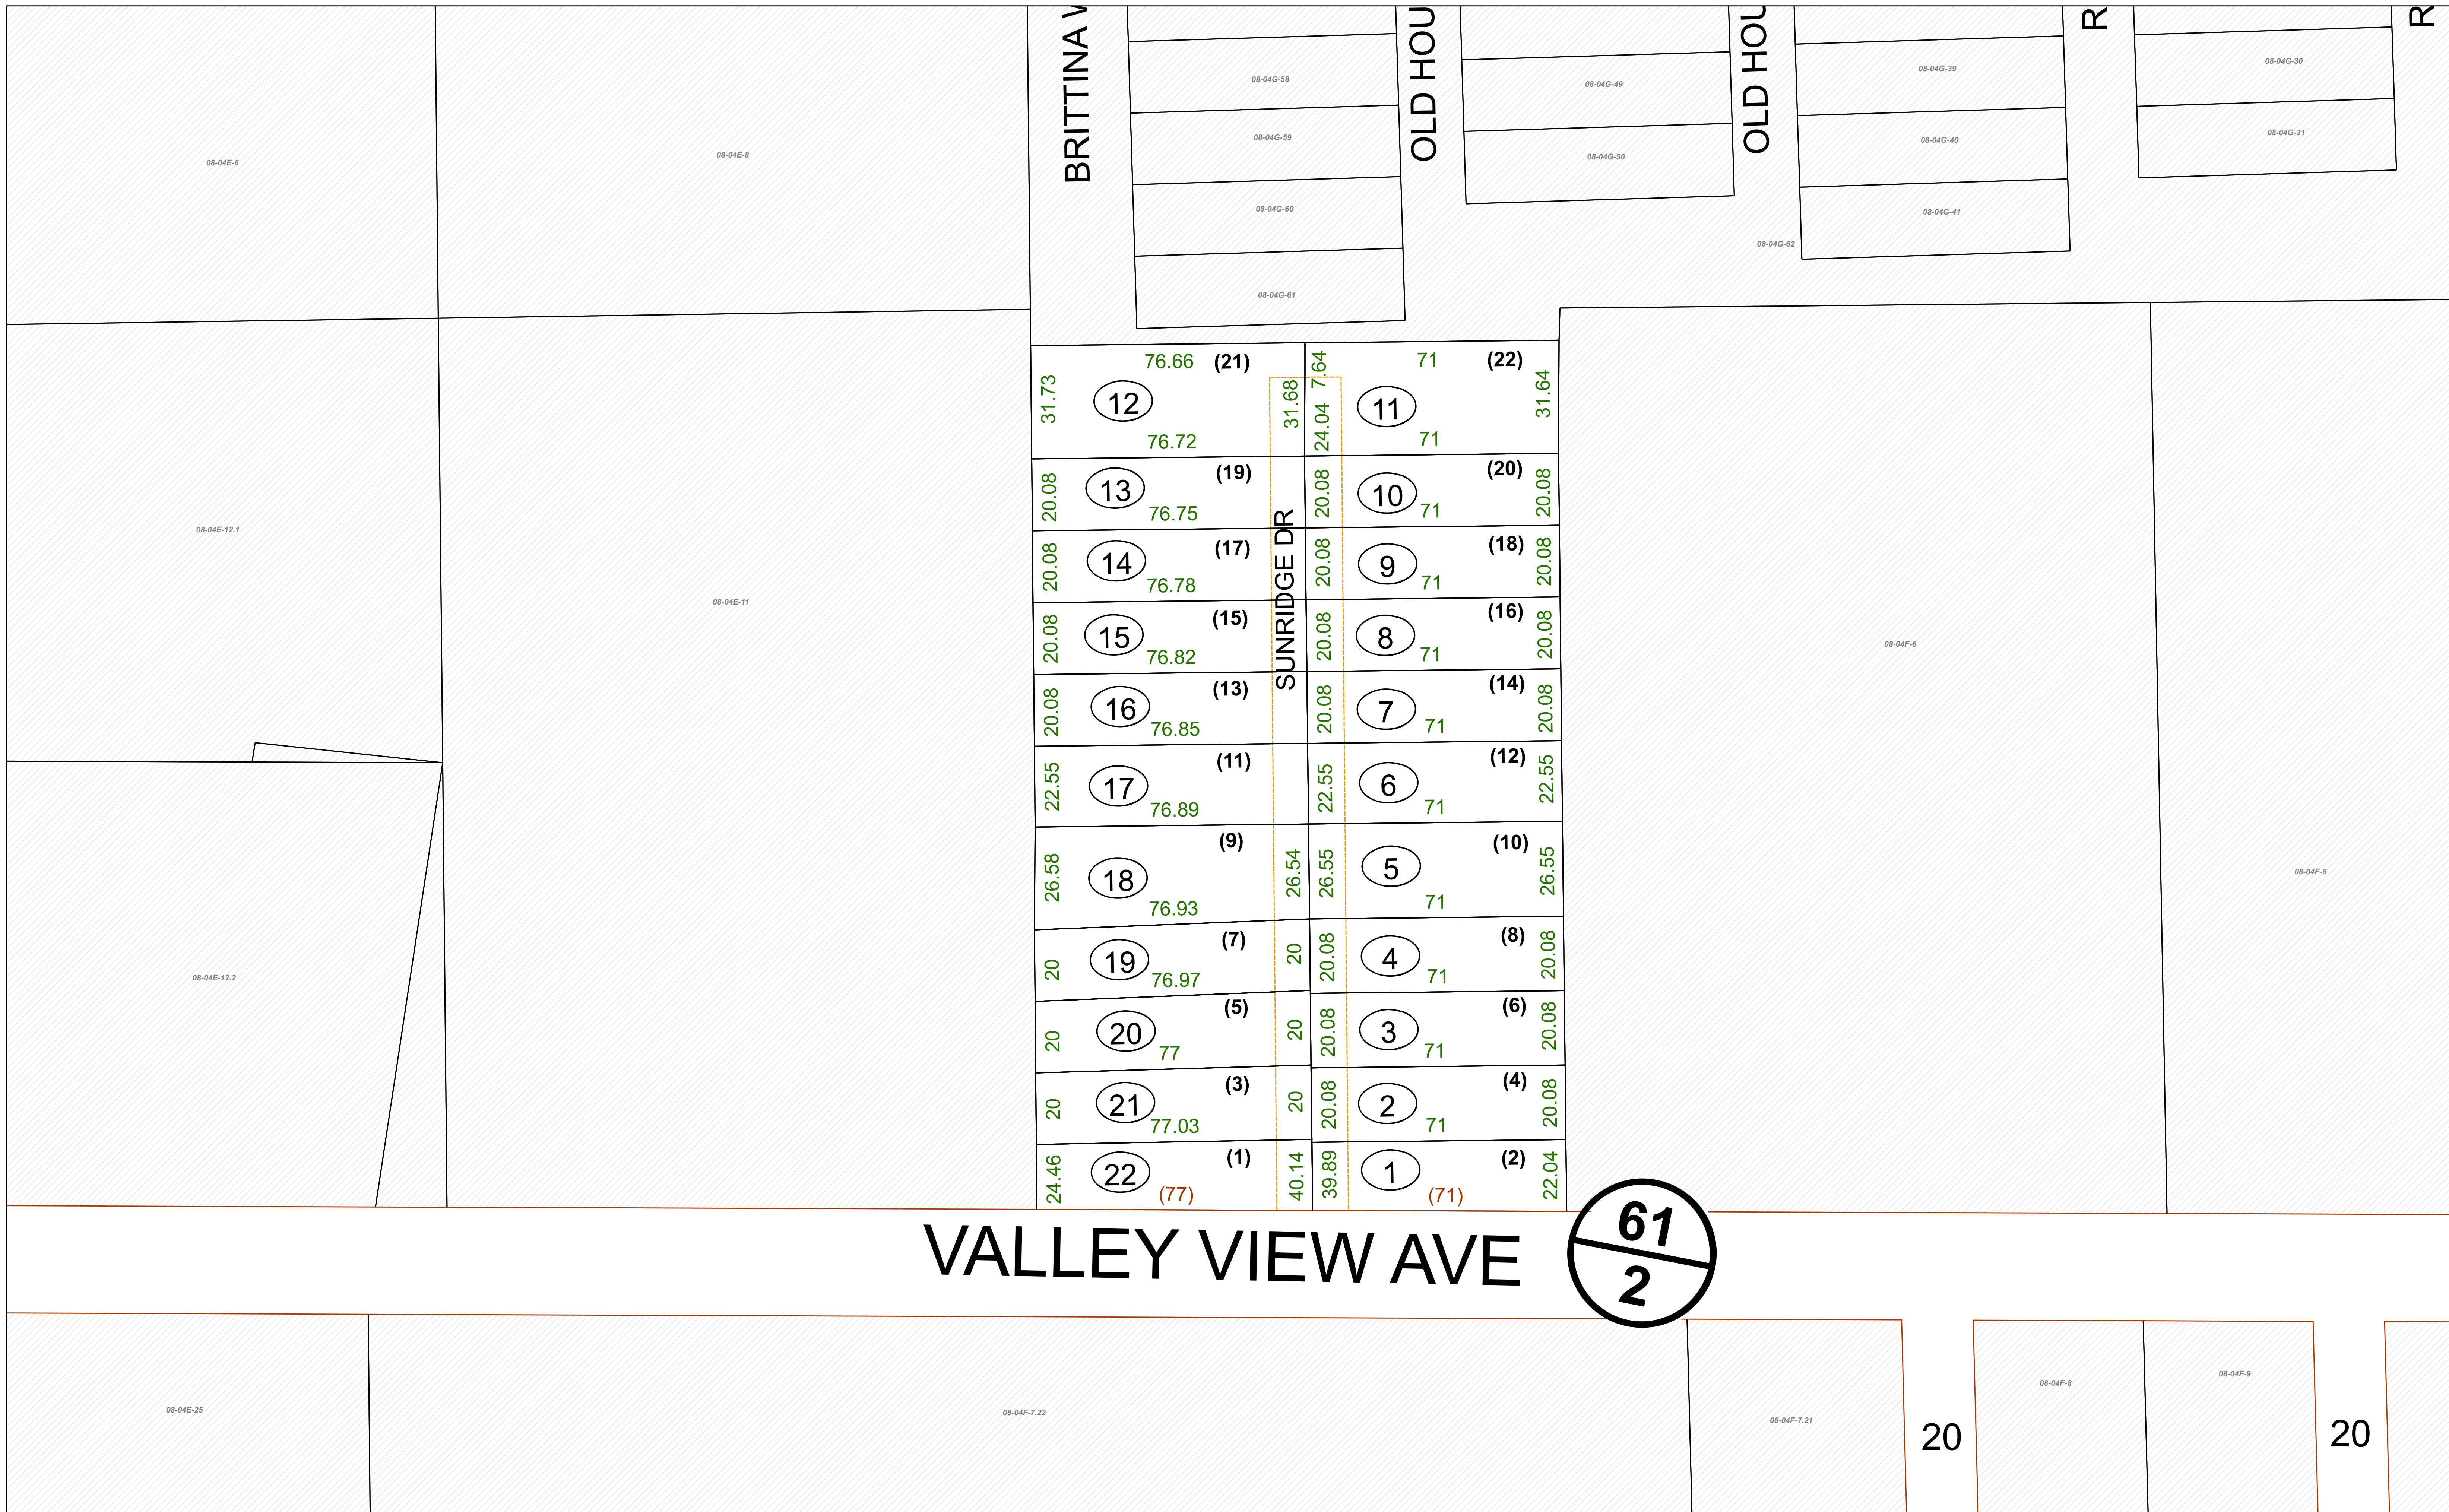 BRITTINA
OLD HOU
OLD HOU
R
R
08-04G-58
08-04G-49
08-04G-39
08-04G-30
08-04G-59
08-04G-50
08-04G-40
08-04G-31
08-04G-60
08-04G-41
08-04G-62
08-04G-61
08-04E-6
08-04E-8
08-04E-12.1
08-04E-11
08-04E-12.2
08-04F-6
08-04F-5
SUNRIDGE DR
76.66 (21)
31.73 12 31.68
76.72
7.64 71 (22)
24.04 11 31.64
71
(19)
20.08 13
76.75
(20)
20.08 10 20.08
71
(17)
20.08 14
76.78
(18)
20.08 9 20.08
71
(15)
20.08 15
76.82
(16)
20.08 8 20.08
71
(13)
20.08 16
76.85
(14)
20.08 7 20.08
71
(11)
22.55 17
76.89
(12)
22.55 6 22.55
71
(9)
26.58 18 26.54
76.93
(10)
26.55 5 26.55
71
(7)
20 19 20
76.97
(8)
20.08 4 20.08
71
(5)
20 20 20
77
(6)
20.08 3 20.08
71
(3)
20 21 20
77.03
(4)
20.08 2 20.08
71
(1)
24.46 22 40.14
(77)
(2)
39.89 1 22.04
(71)
VALLEY VIEW AVE
61
2
08-04E-25
08-04F-7.22
08-04F-7.21
20
08-04F-8
08-04F-9
20